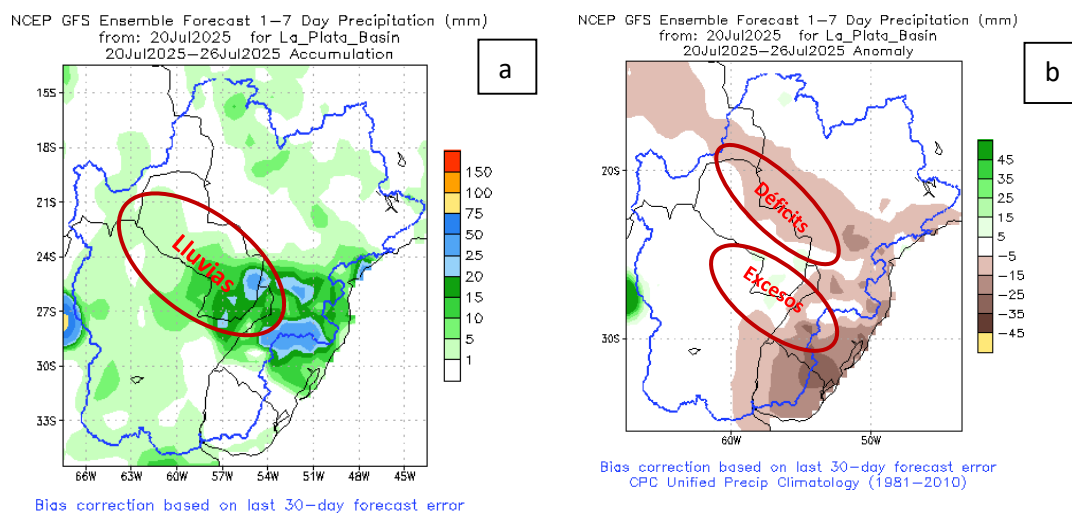 NCEP GFS Ensemble Forecast 1-7 Day Precipitation (mm)
from: 20Jul2025 for La_Plata_Basin
20Jul2025-26Jul2025 Accumulation
a
15S
18S
21S
24S
27S
30S
33S
66W 63W 60W 57W 54W 51W 48W 45W
Lluvias
150
100
75
50
25
20
15
10
5
1
Bias correction based on last 30-day forecast error
NCEP GFS Ensemble Forecast 1-7 Day Precipitation (mm)
from: 20Jul2025 for La_Plata_Basin
20Jul2025-26Jul2025 Anomaly
b
20S
30S
60W 50W
Déficits
Excesos
45
35
25
15
5
-5
-15
-25
-35
-45
Bias correction based on last 30-day forecast error
CPC Unified Precip Climatology (1981-2010)